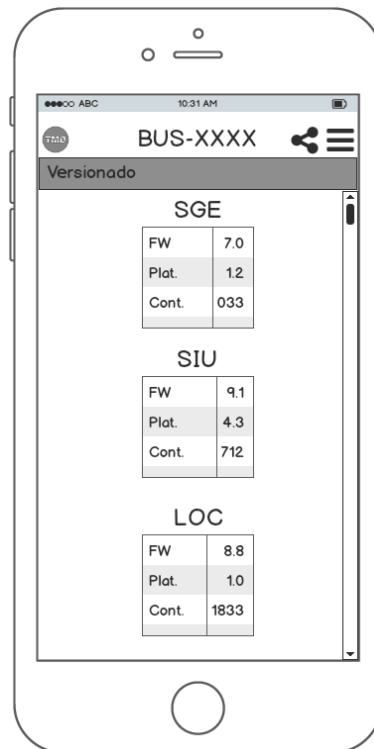 ABC 10:31 AM
TMB BUS-XXXX
Versionado
SGE
FW 7.0
Plat. 1.2
Cont. 033
SIU
FW 9.1
Plat. 4.3
Cont. 712
LOC
FW 8.8
Plat. 1.0
Cont. 1833